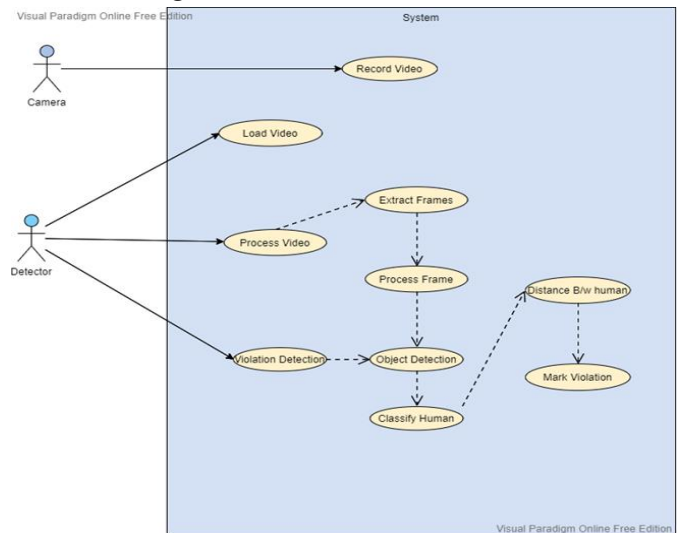 Visual Paradigm Online Free Edition
System
Camera
Record Video
Load Video
Extract Frames
Process Video
Detector
Process Frame
Distance B/w human
Violation Detection
Object Detection
Mark Violation
Classify Human
Visual Paradigm Online Free Edition